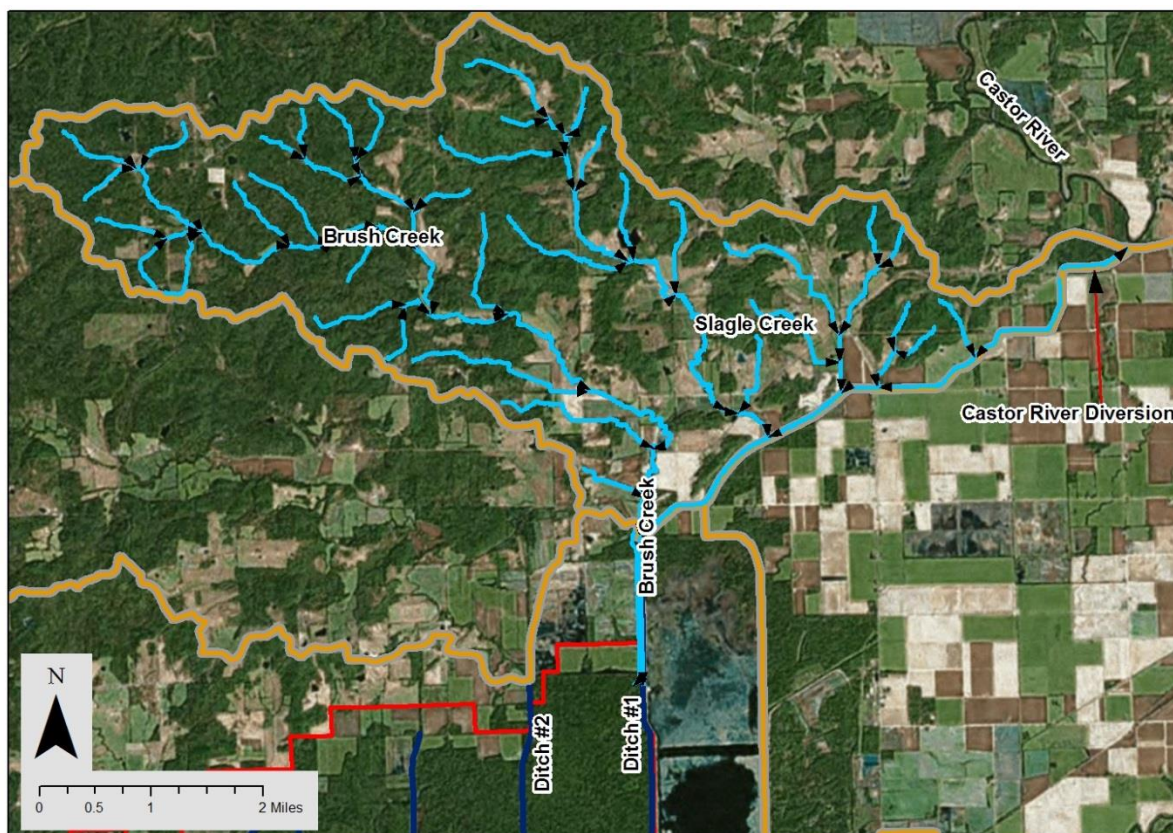 Castor River
Brush Creek
Slagle Creek
Castor River Diversion
Brush Creek
Ditch #2
Ditch #1
N
0 0.5 1 2 Miles